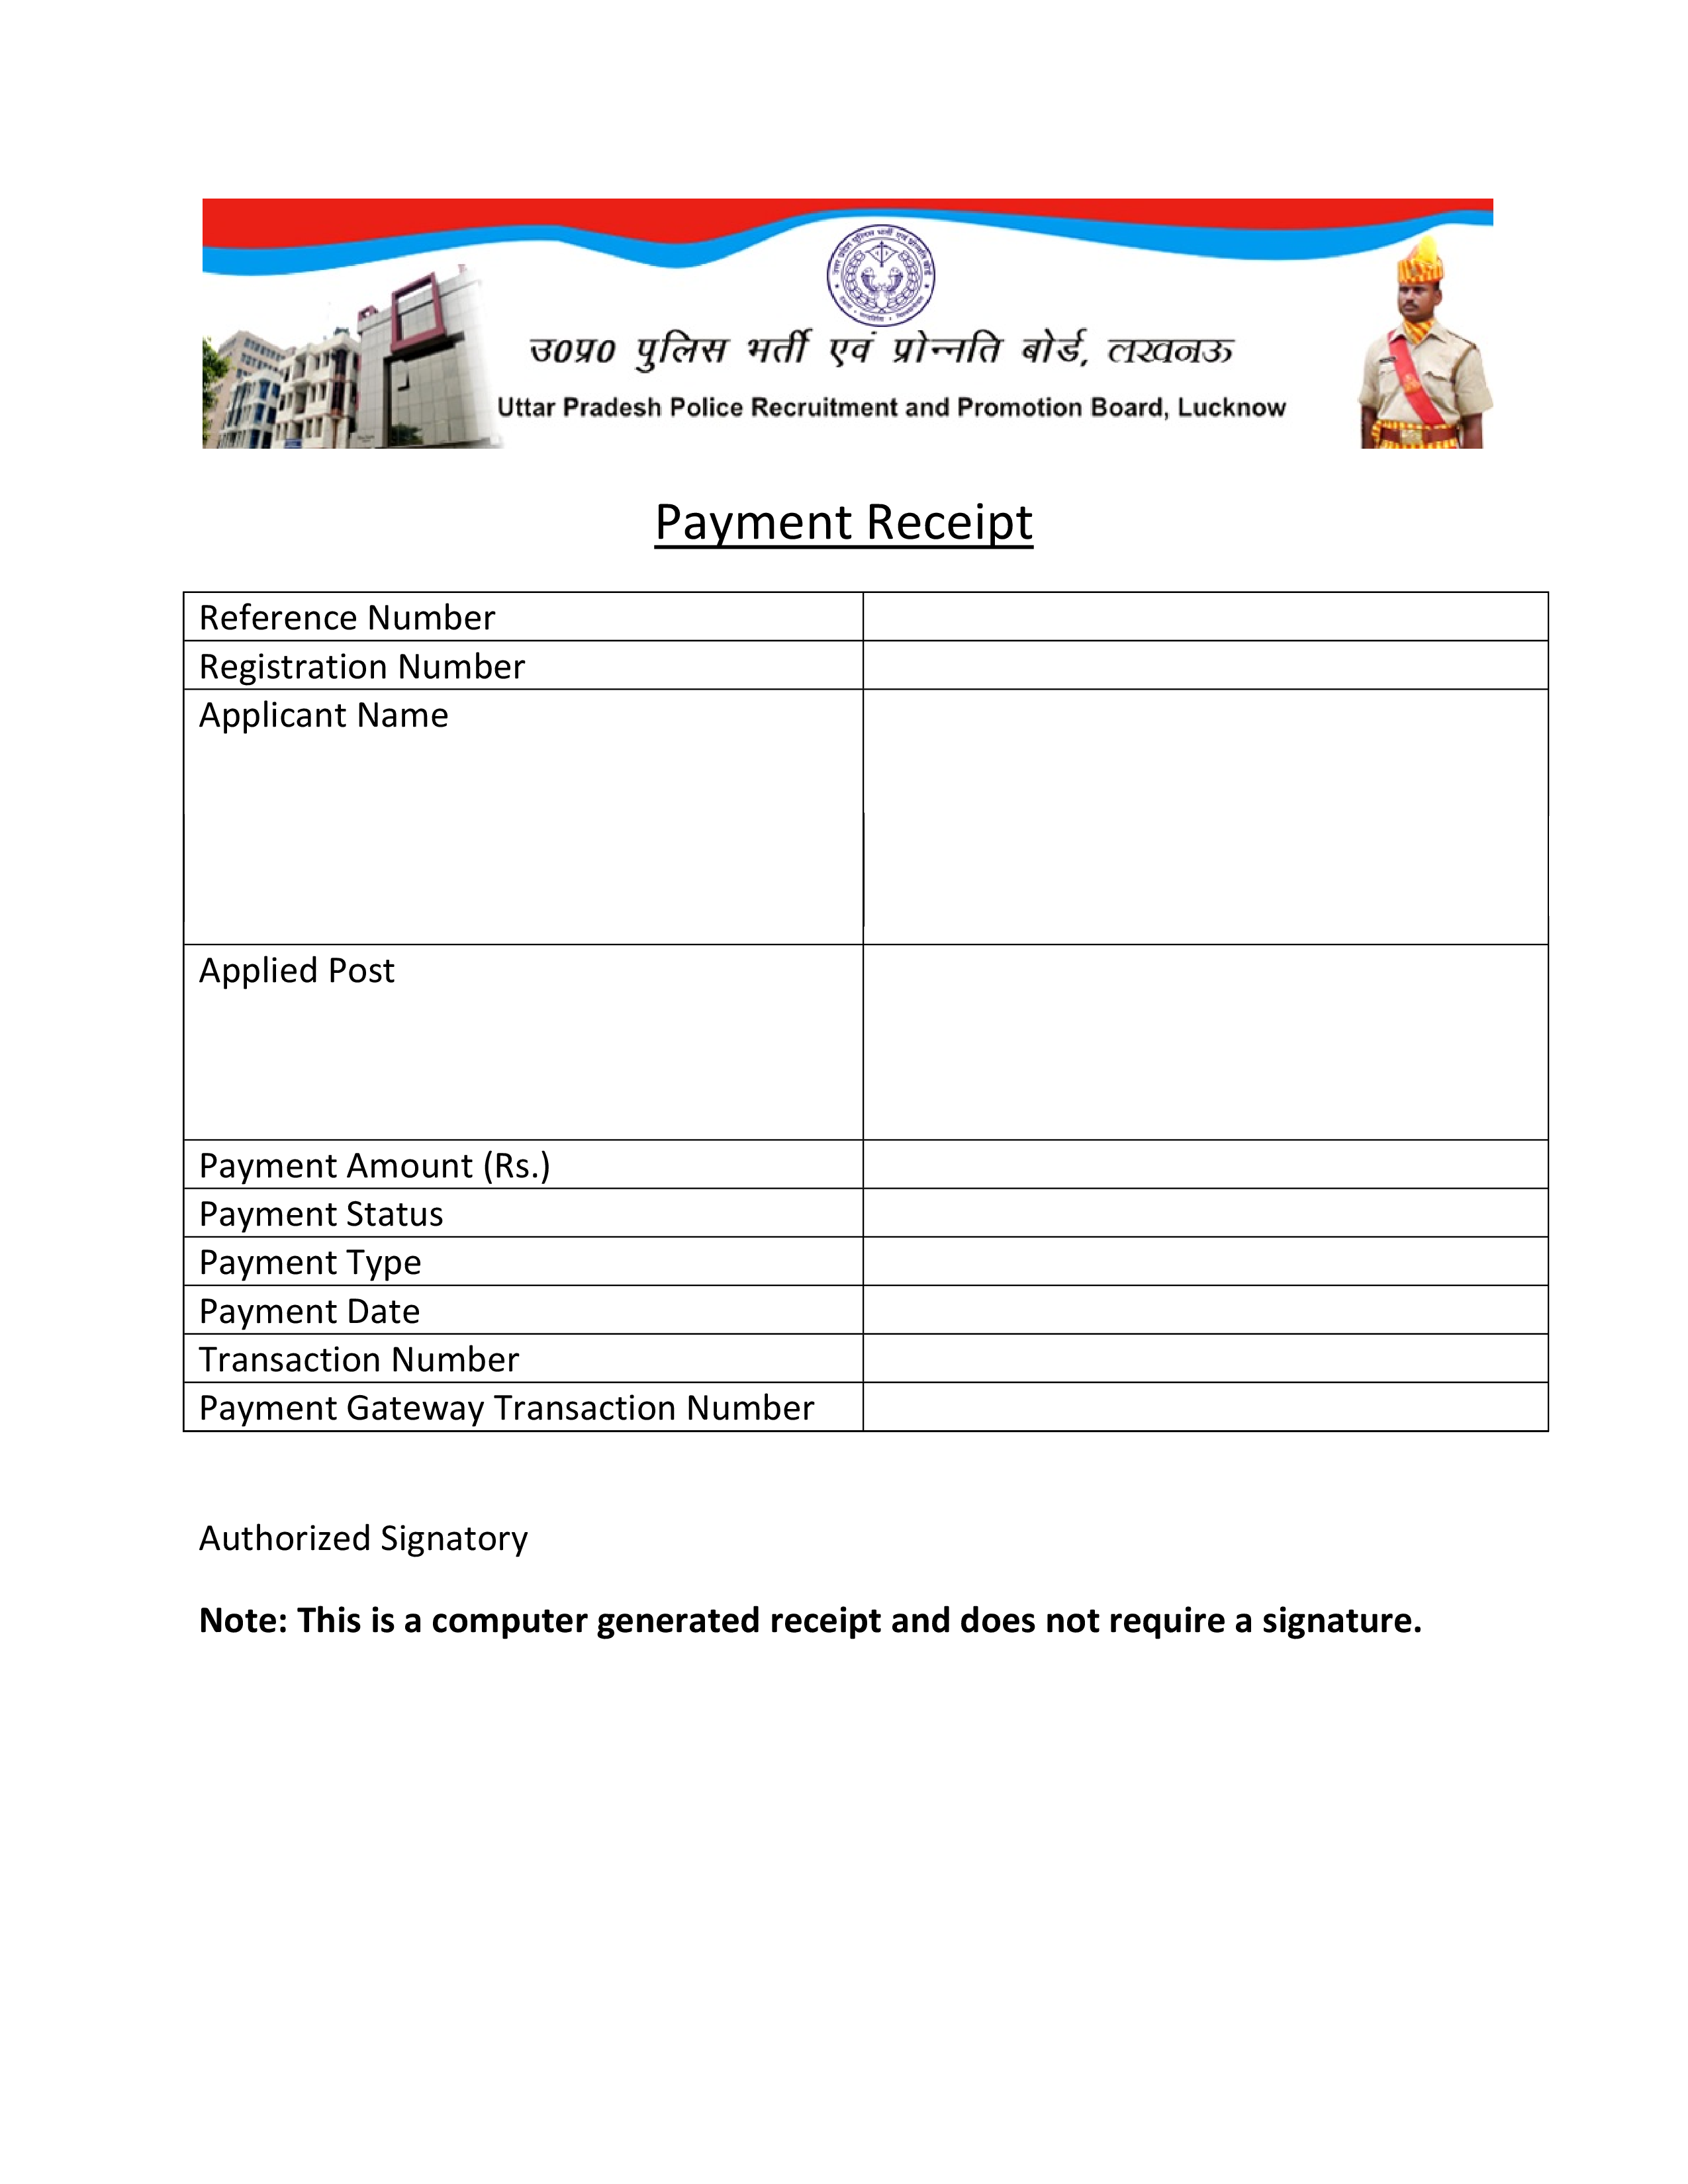 उ0प्र0 पुलिस भर्ती एवं प्रोन्नति बोर्ड, लखनऊ
Uttar Pradesh Police Recruitment and Promotion Board, Lucknow
Payment Receipt
Reference Number
Registration Number
Applicant Name
Applied Post
Payment Amount (Rs.)
Payment Status
Payment Type
Payment Date
Transaction Number
Payment Gateway Transaction Number
Authorized Signatory
Note: This is a computer generated receipt and does not require a signature.